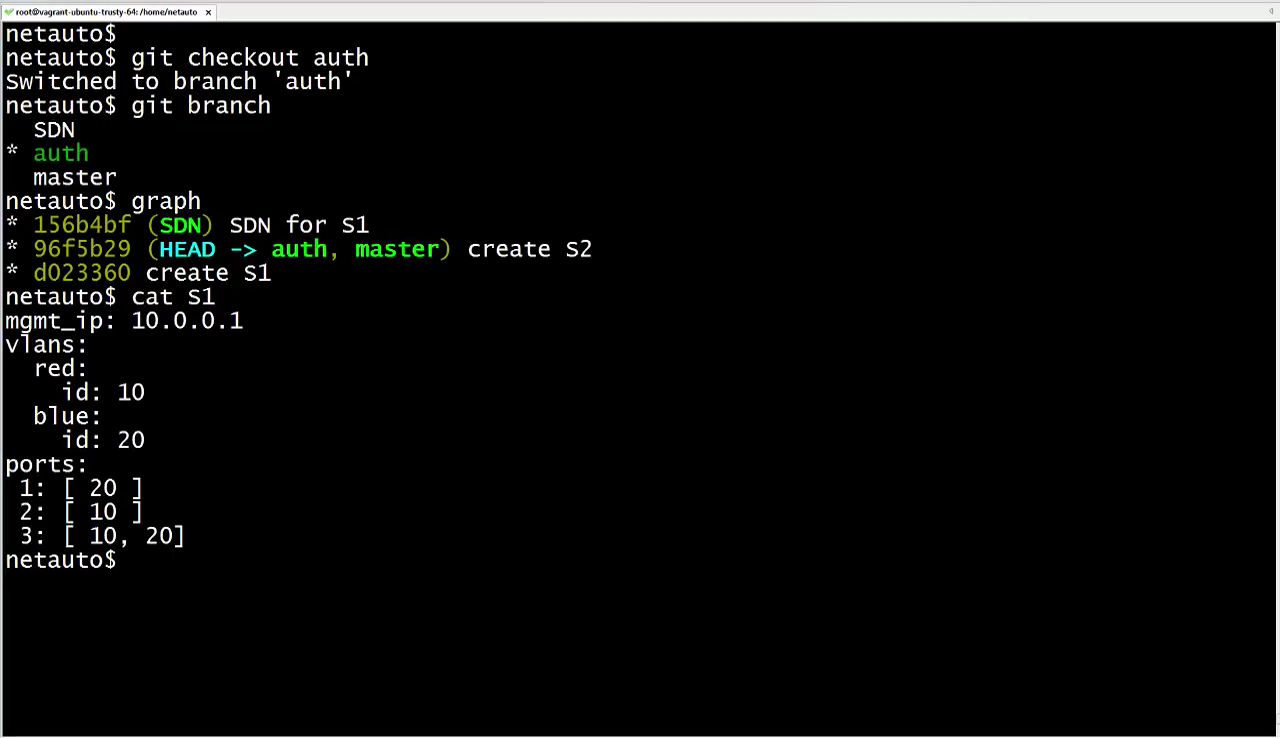 root@vagrant-ubuntu-trusty-64: /home/netauto
netauto$
netauto$ git checkout auth
Switched to branch 'auth'
netauto$ git branch
  SDN
* auth
  master
netauto$ graph
* 156b4bf (SDN) SDN for S1
* 96f5b29 (HEAD -> auth, master) create S2
* d023360 create S1
netauto$ cat S1
mgmt_ip: 10.0.0.1
vlans:
  red:
    id: 10
  blue:
    id: 20
ports:
 1: [ 20 ]
 2: [ 10 ]
 3: [ 10, 20]
netauto$